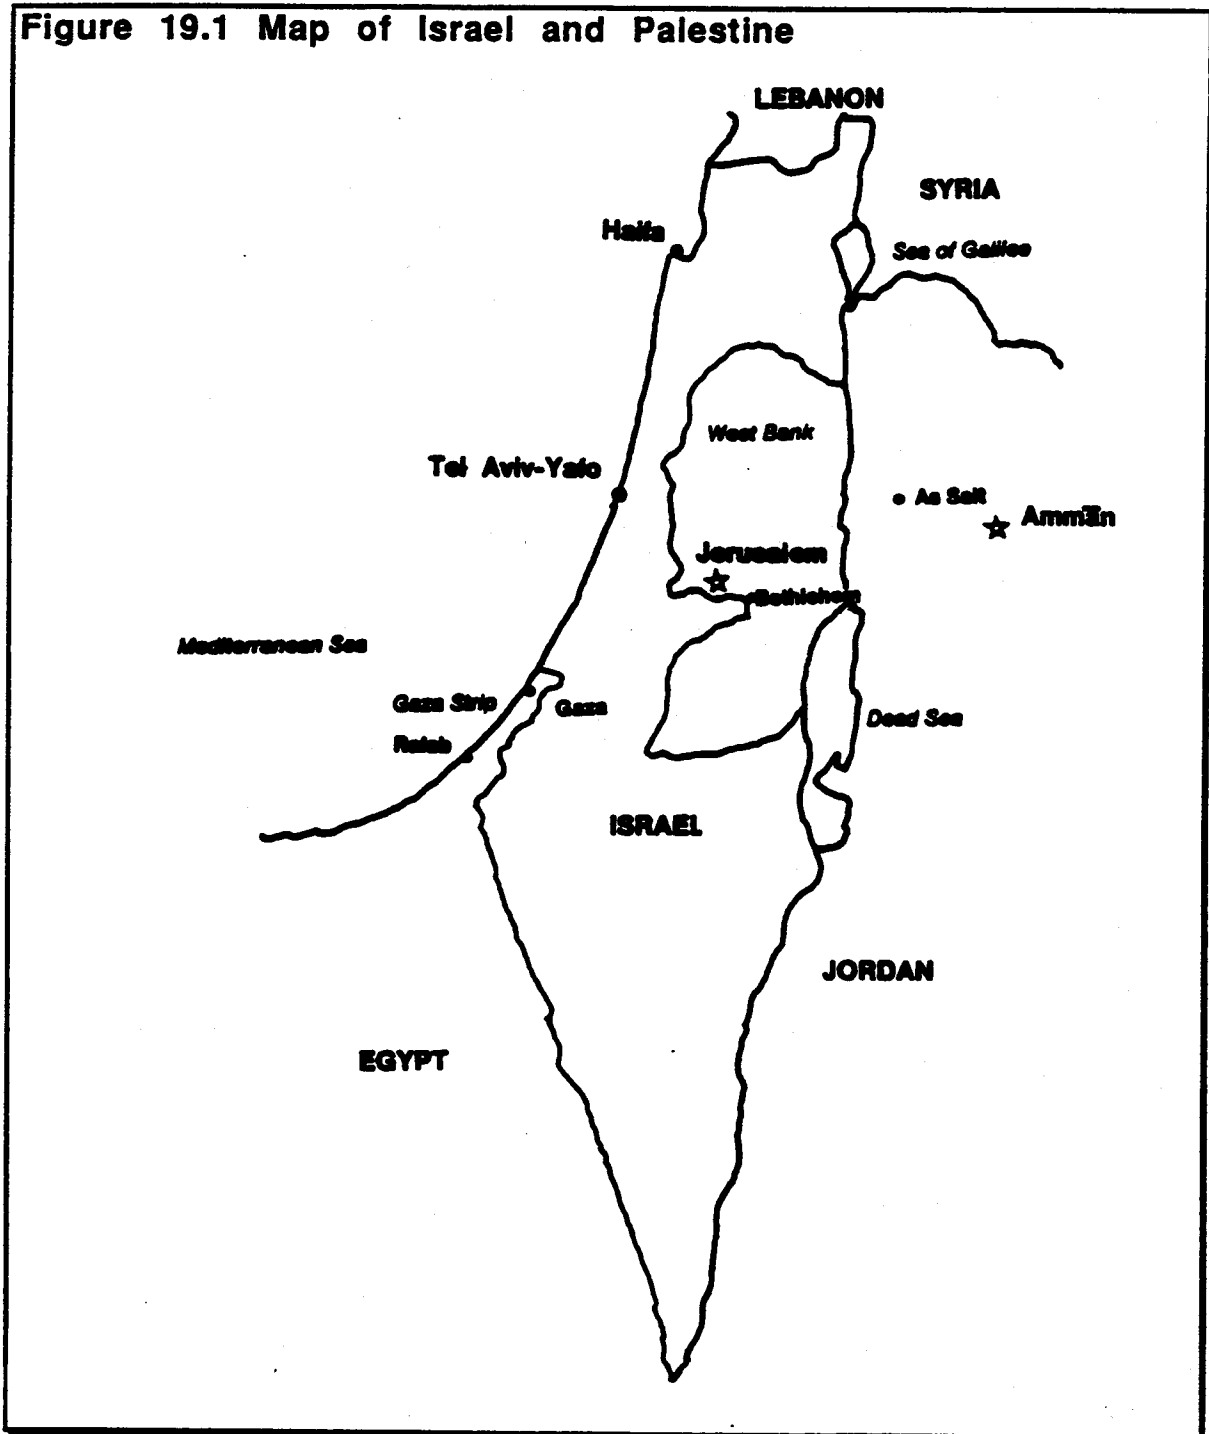 Figure 19.1 Map of Israel and Palestine
LEBANON
SYRIA
Haifa
Sea of Galilee
West Bank
Tel Aviv-Yafo
As Salt
Ammān
Jerusalem
Bethlehem
Mediterranean Sea
Gaza Strip
Gaza
Dead Sea
Rafah
ISRAEL
JORDAN
EGYPT